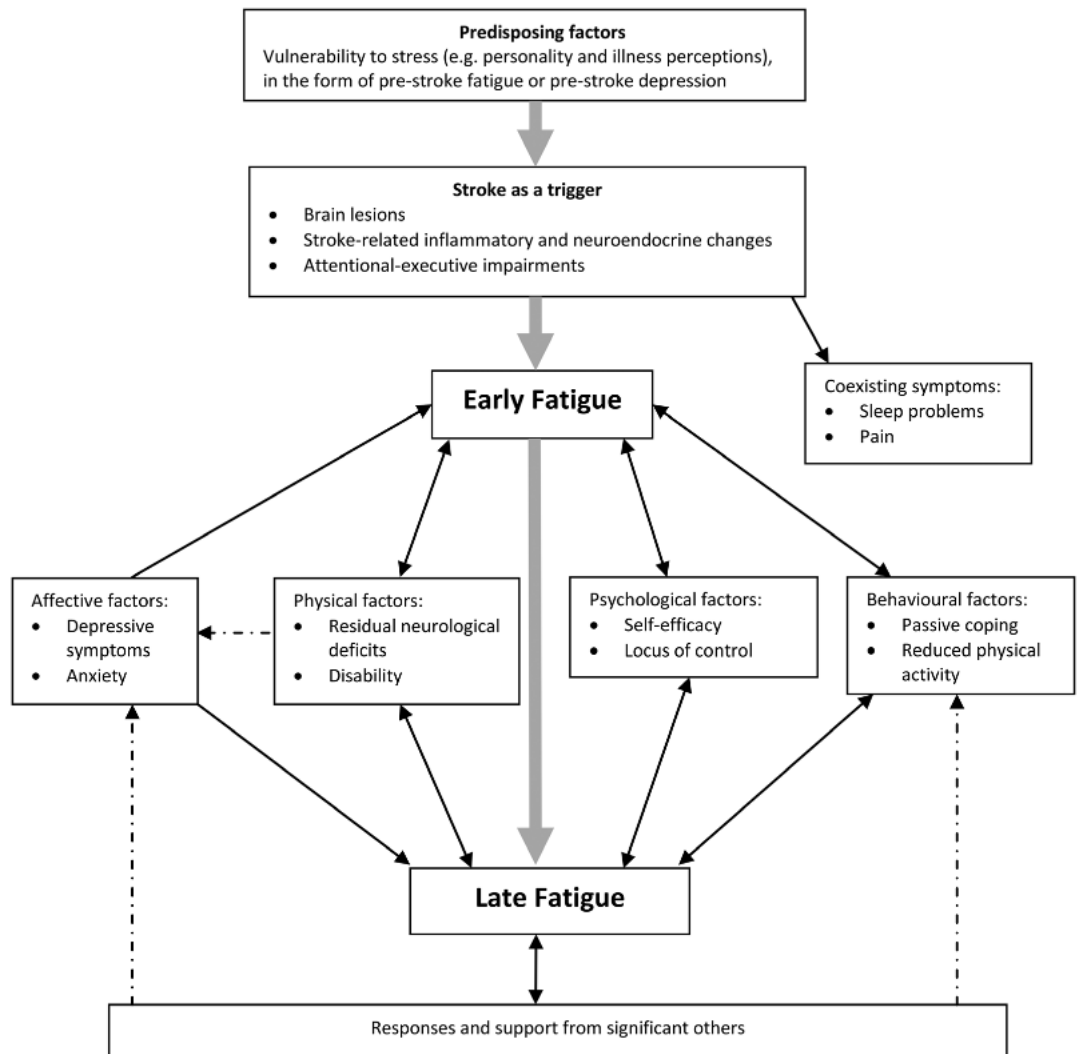 Predisposing factors
Vulnerability to stress (e.g. personality and illness perceptions),
in the form of pre-stroke fatigue or pre-stroke depression
Stroke as a trigger
• Brain lesions
• Stroke-related inflammatory and neuroendocrine changes
• Attentional-executive impairments
Early Fatigue
Coexisting symptoms:
• Sleep problems
• Pain
Affective factors:
• Depressive
symptoms
• Anxiety
Physical factors:
• Residual neurological
deficits
• Disability
Psychological factors:
• Self-efficacy
• Locus of control
Behavioural factors:
• Passive coping
• Reduced physical
activity
Late Fatigue
Responses and support from significant others